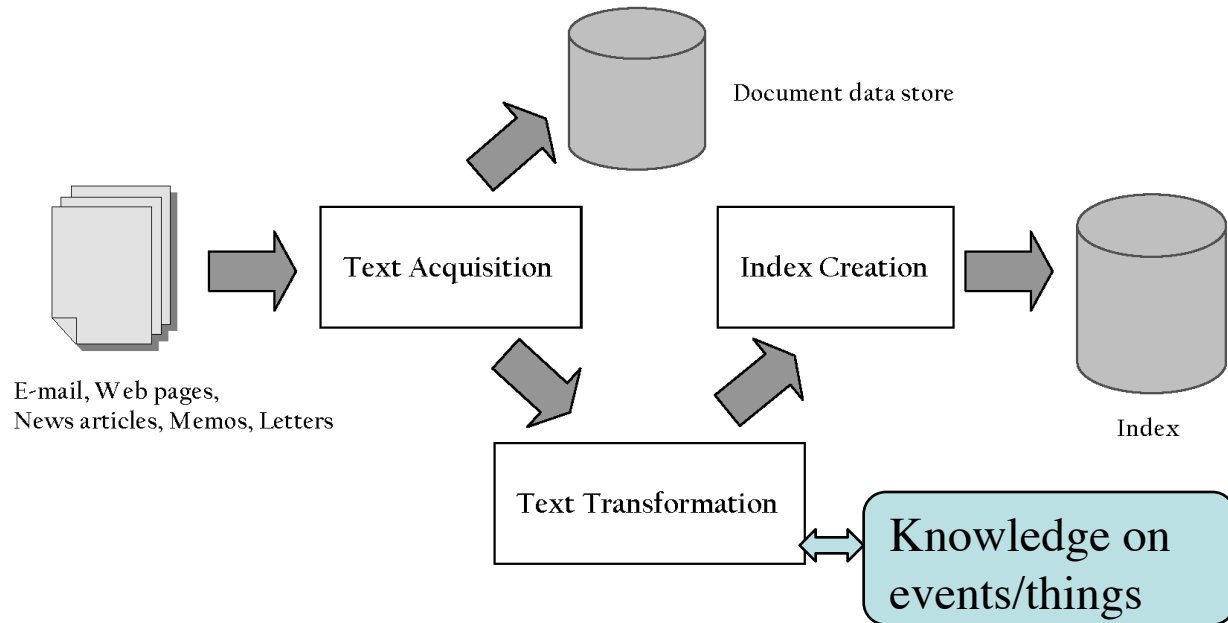 Document data store
Text Acquisition
Index Creation
E-mail, Web pages,
News articles, Memos, Letters
Index
Text Transformation
Knowledge on
events/things